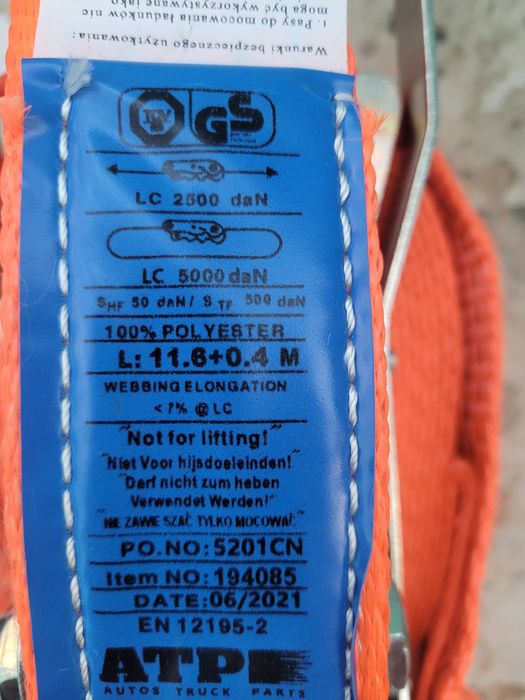 Warunki bezpiecznego użytkowania:
1. Pasy do mocowania ładunków nie
mogą być wykorzystywane jako
GS
LC 2500 daN
LC 5000 daN
SHF 50 daN/ STF 500 daN
100% POLYESTER
L: 11.6+0.4 M
WEBBING ELONGATION
<7% @ LC
"Not for lifting!"
"Niet Voor hijsdoeleinden!"
"Darf nicht zum heben
Verwendet Werden!"
"NIE ZAWIE SZAĆ TYLKO MOCOWAĆ"
PO.NO: 5201CN
Item NO: 194085
DATE: 06/2021
EN 12195-2
ATP
AUTOS TRUCK PARTS